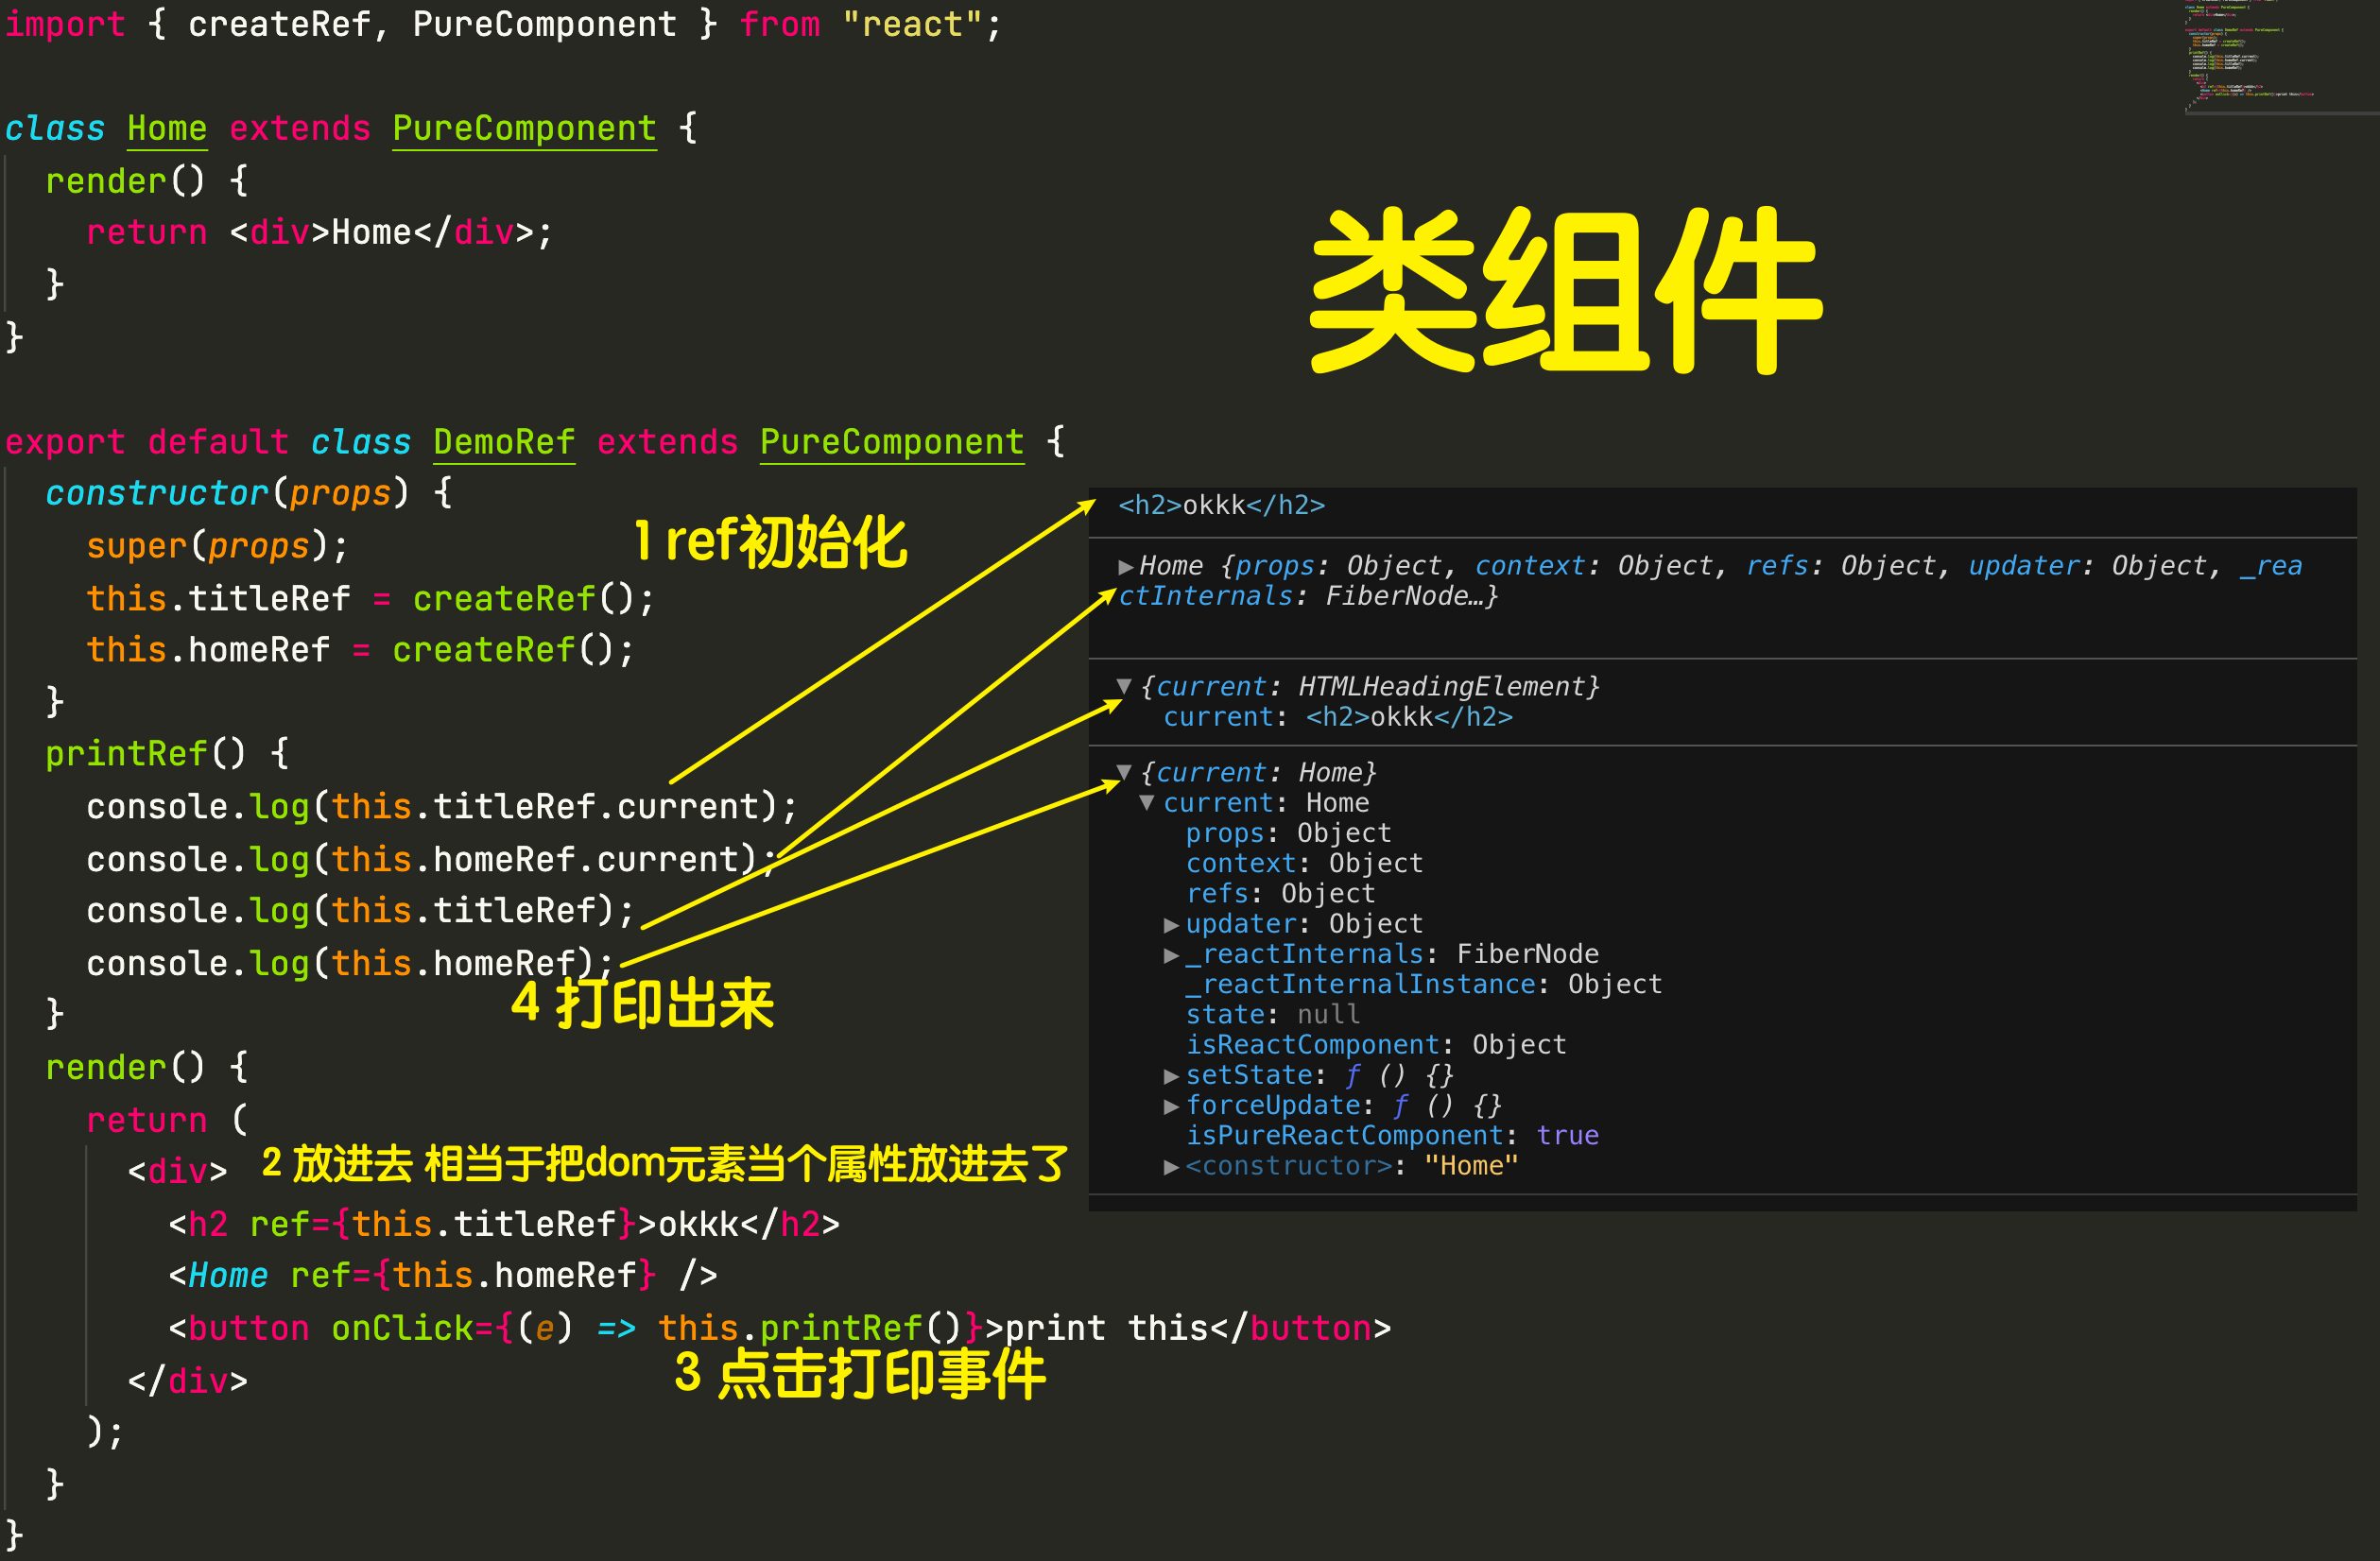 import { createRef, PureComponent } from "react";
class Home extends PureComponent {
render() {
return <div>Home</div>;
}
}
类组件
export default class DemoRef extends PureComponent {
constructor(props) {
super(props);
1 ref初始化
this.titleRef = createRef();
this.homeRef = createRef();
}
printRef() {
console.log(this.titleRef.current);
console.log(this.homeRef.current);
console.log(this.titleRef);
console.log(this.homeRef);
4 打印出来
}
render() {
return (
<div>
2 放进去 相当于把dom元素当个属性放进去了
<h2 ref={this.titleRef}>okkk</h2>
<Home ref={this.homeRef} />
<button onClick={(e) => this.printRef()}>print this</button>
3 点击打印事件
</div>
);
}
}
<h2>okkk</h2>
▶Home {props: Object, context: Object, refs: Object, updater: Object, _rea
ctInternals: FiberNode…}
▼{current: HTMLHeadingElement}
current: <h2>okkk</h2>
▼{current: Home}
▼current: Home
props: Object
context: Object
refs: Object
▶updater: Object
▶_reactInternals: FiberNode
_reactInternalInstance: Object
state: null
isReactComponent: Object
▶setState: ƒ () {}
▶forceUpdate: ƒ () {}
isPureReactComponent: true
▶<constructor>: "Home"